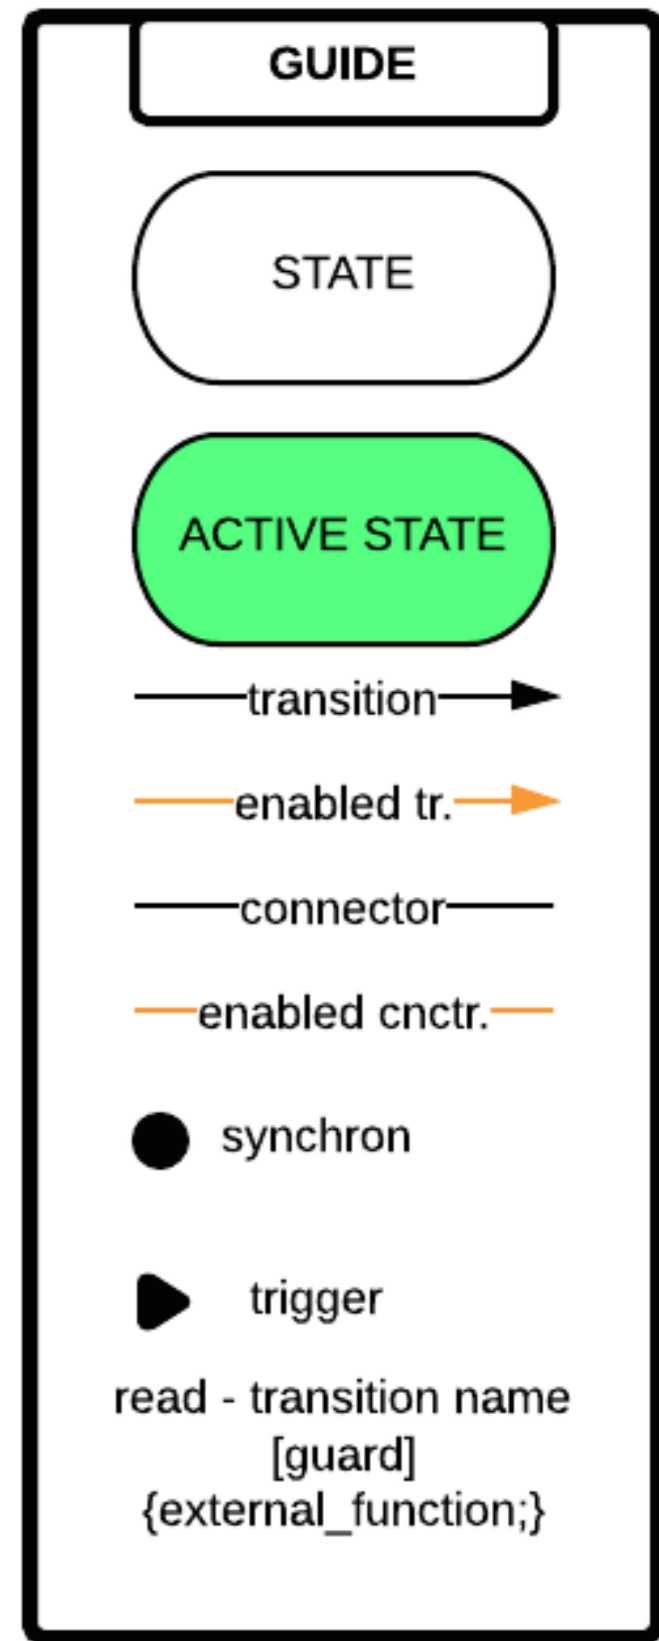 GUIDE
STATE
ACTIVE STATE
transition
enabled tr.
connector
enabled cnctr.
synchron
trigger
read - transition name
[guard]
{external_function;}